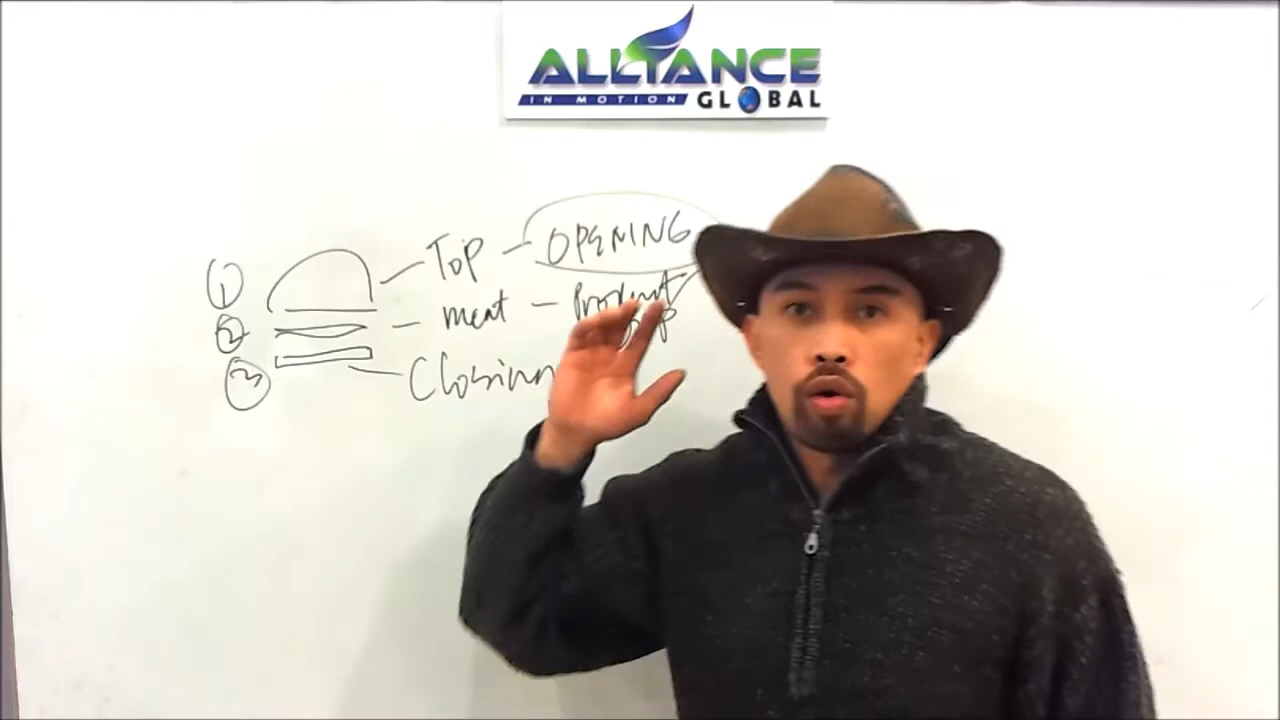 ALLIANCE
IN MOTION GLOBAL
1 Top - OPENING
2 meat - Product
3 Closing